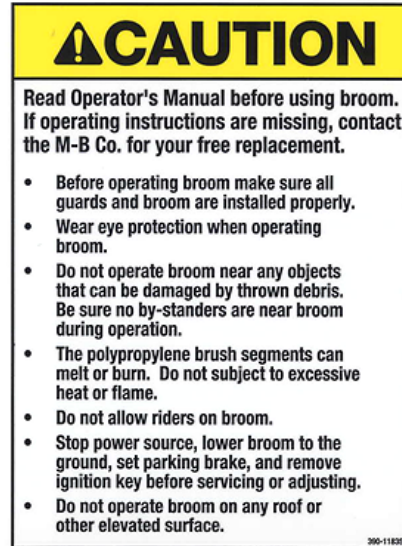 CAUTION
Read Operator's Manual before using broom.
If operating instructions are missing, contact
the M-B Co. for your free replacement.
• Before operating broom make sure all
guards and broom are installed properly.
• Wear eye protection when operating
broom.
• Do not operate broom near any objects
that can be damaged by thrown debris.
Be sure no by-standers are near broom
during operation.
• The polypropylene brush segments can
melt or burn. Do not subject to excessive
heat or flame.
• Do not allow riders on broom.
• Stop power source, lower broom to the
ground, set parking brake, and remove
ignition key before servicing or adjusting.
• Do not operate broom on any roof or
other elevated surface.